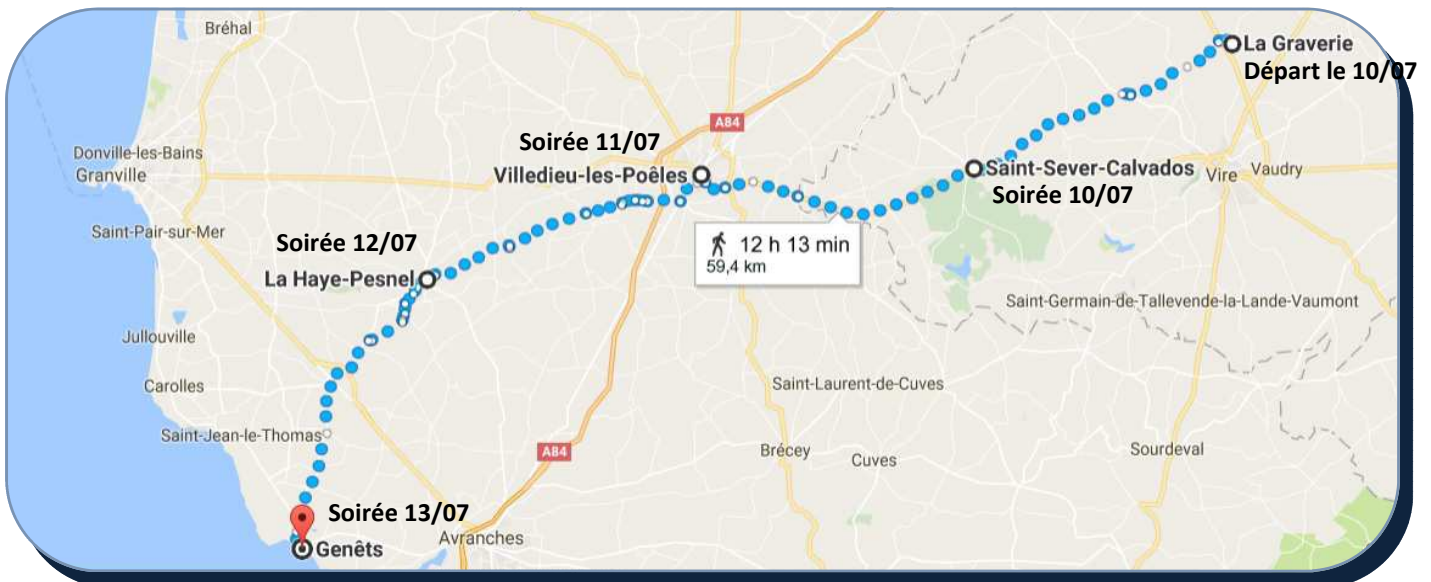 Bréhal
La Graverie
Départ le 10/07
A84
Soirée 11/07
Donville-les-Bains
Granville
Villedieu-les-Poêles
Saint-Sever-Calvados
Vire
Vaudry
Soirée 10/07
Saint-Pair-sur-Mer
Soirée 12/07
12 h 13 min
59,4 km
La Haye-Pesnel
Saint-Germain-de-Tallevende-la-Lande-Vaumont
Jullouville
Carolles
Saint-Laurent-de-Cuves
Saint-Jean-le-Thomas
A84
Brécey
Cuves
Sourdeval
Soirée 13/07
Avranches
Genêts